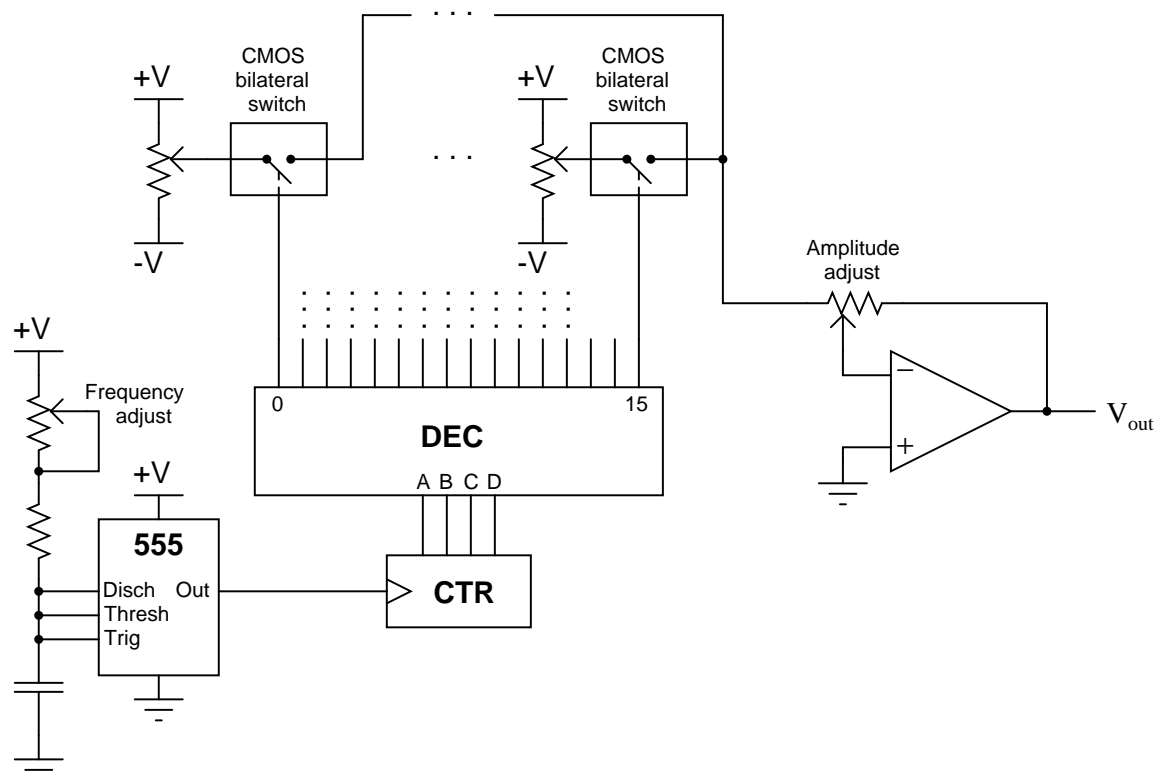 . . .
CMOS
bilateral
switch
CMOS
bilateral
switch
+V
+V
. . .
-V
-V
Amplitude
adjust
+V
Frequency
adjust
0
15
DEC
Vout
+V
A B C D
555
Disch
Out
Thresh
Trig
CTR